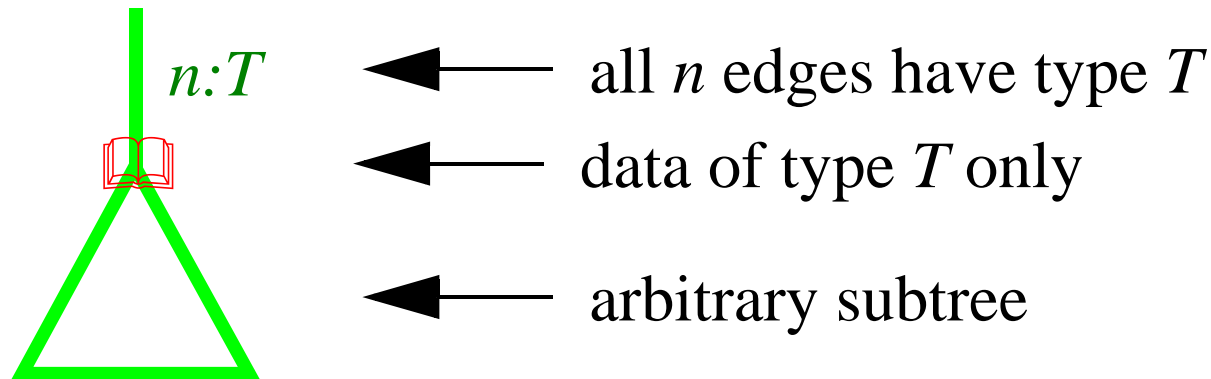 n:T
all n edges have type T
data of type T only
arbitrary subtree